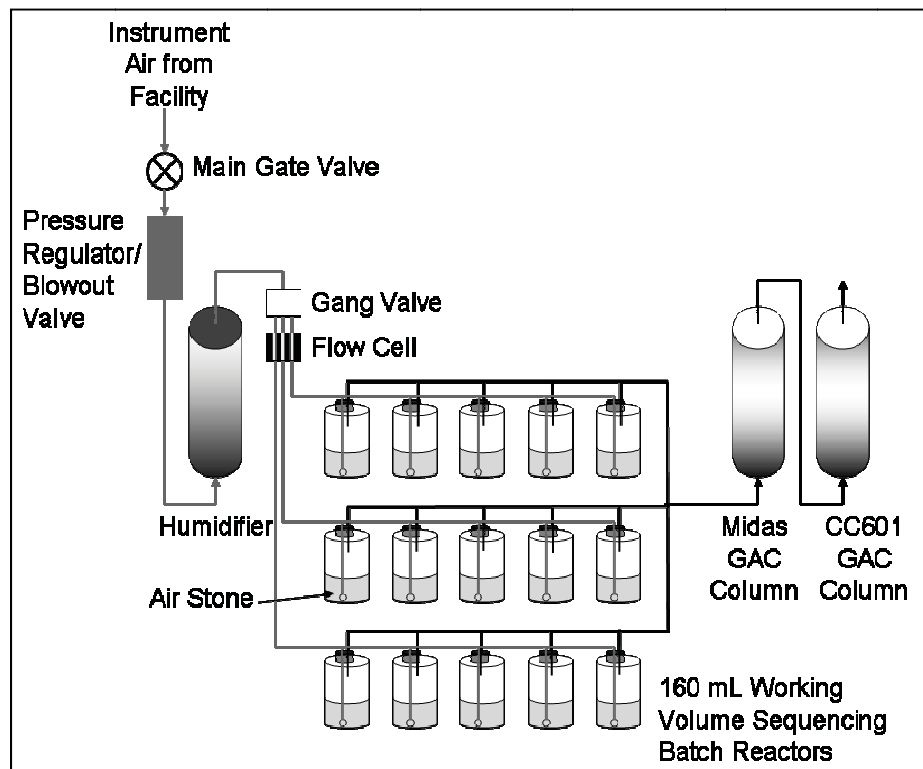 Instrument
Air from
Facility
Main Gate Valve
Pressure
Regulator/
Blowout
Valve
Gang Valve
Flow Cell
Humidifier
Midas
GAC
Column
CC601
GAC
Column
Air Stone
160 mL Working
Volume Sequencing
Batch Reactors